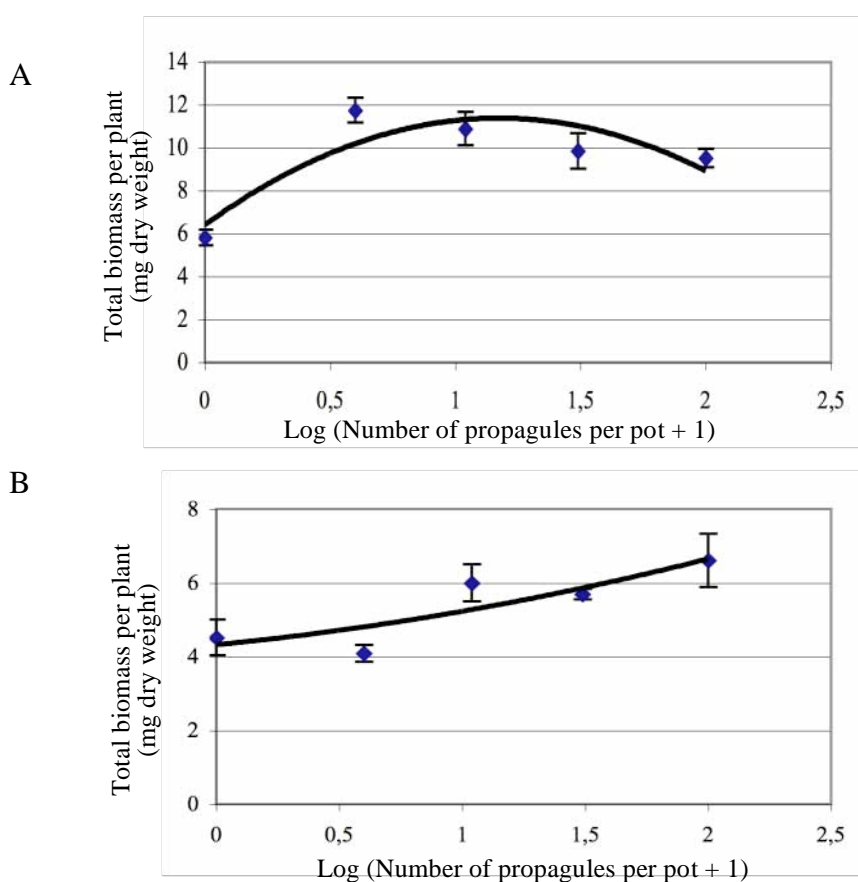 A
Total biomass per plant
(mg dry weight)
14
12
10
8
6
4
2
0
0 0,5 1 1,5 2 2,5
Log (Number of propagules per pot + 1)
B
Total biomass per plant
(mg dry weight)
8
6
4
2
0
0 0,5 1 1,5 2 2,5
Log (Number of propagules per pot + 1)